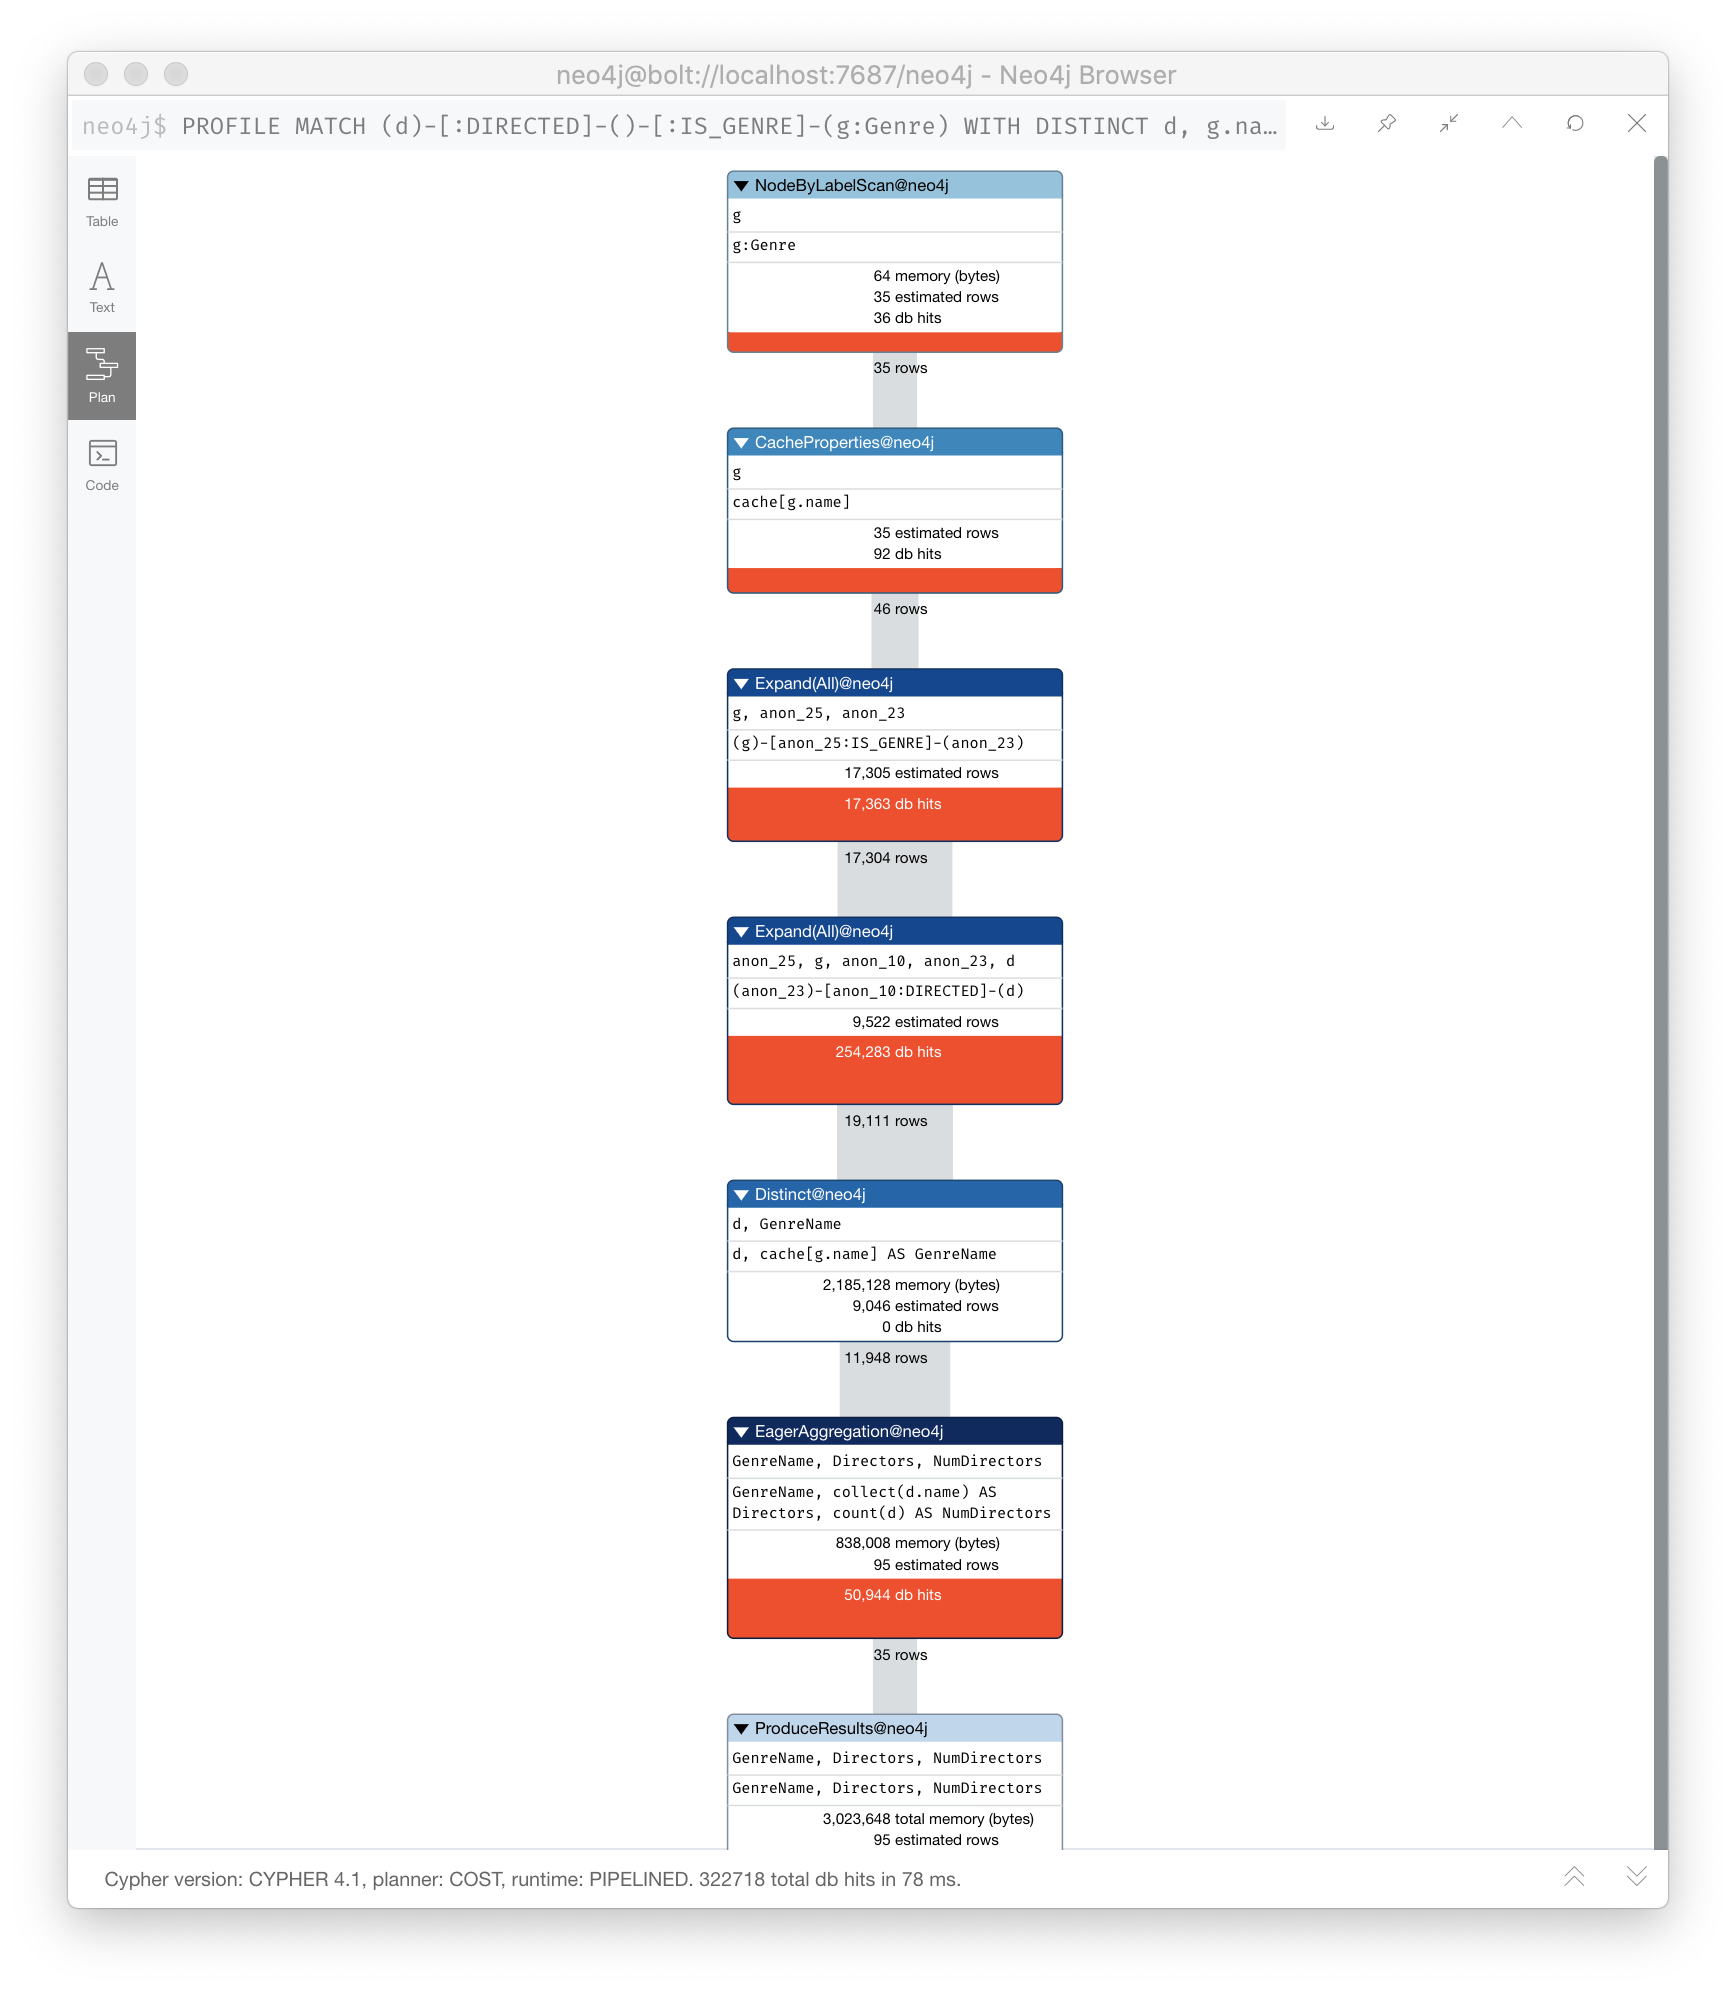 neo4j@bolt://localhost:7687/neo4j - Neo4j Browser
neo4j$ PROFILE MATCH (d)-[:DIRECTED]-()-[:IS_GENRE]-(g:Genre) WITH DISTINCT d, g.na…
Table
Text
Plan
Code
NodeByLabelScan@neo4j
g
g:Genre
64 memory (bytes)
35 estimated rows
36 db hits
35 rows
CacheProperties@neo4j
g
cache[g.name]
35 estimated rows
92 db hits
46 rows
Expand(All)@neo4j
g, anon_25, anon_23
(g)-[anon_25:IS_GENRE]-(anon_23)
17,305 estimated rows
17,363 db hits
17,304 rows
Expand(All)@neo4j
anon_25, g, anon_10, anon_23, d
(anon_23)-[anon_10:DIRECTED]-(d)
9,522 estimated rows
254,283 db hits
19,111 rows
Distinct@neo4j
d, GenreName
d, cache[g.name] AS GenreName
2,185,128 memory (bytes)
9,046 estimated rows
0 db hits
11,948 rows
EagerAggregation@neo4j
GenreName, Directors, NumDirectors
GenreName, collect(d.name) AS
Directors, count(d) AS NumDirectors
838,008 memory (bytes)
95 estimated rows
50,944 db hits
35 rows
ProduceResults@neo4j
GenreName, Directors, NumDirectors
GenreName, Directors, NumDirectors
3,023,648 total memory (bytes)
95 estimated rows
Cypher version: CYPHER 4.1, planner: COST, runtime: PIPELINED. 322718 total db hits in 78 ms.